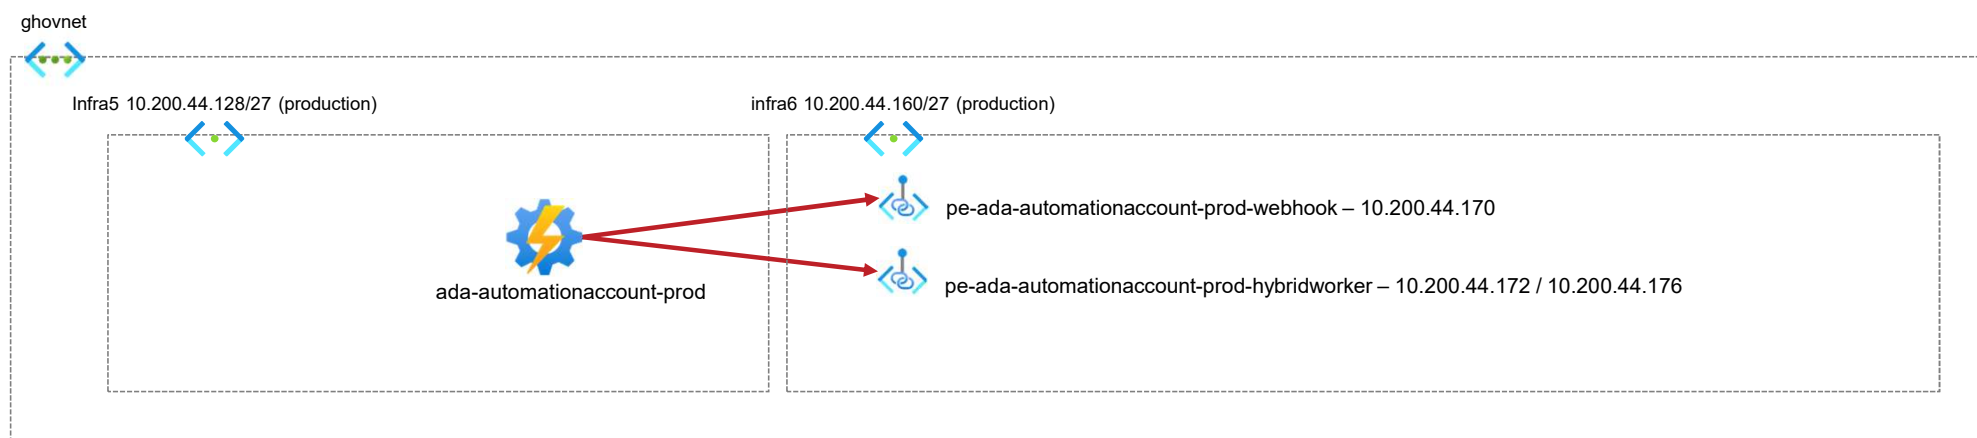 ghovnet
Infra5 10.200.44.128/27 (production)
infra6 10.200.44.160/27 (production)
pe-ada-automationaccount-prod-webhook – 10.200.44.170
ada-automationaccount-prod
pe-ada-automationaccount-prod-hybridworker – 10.200.44.172 / 10.200.44.176